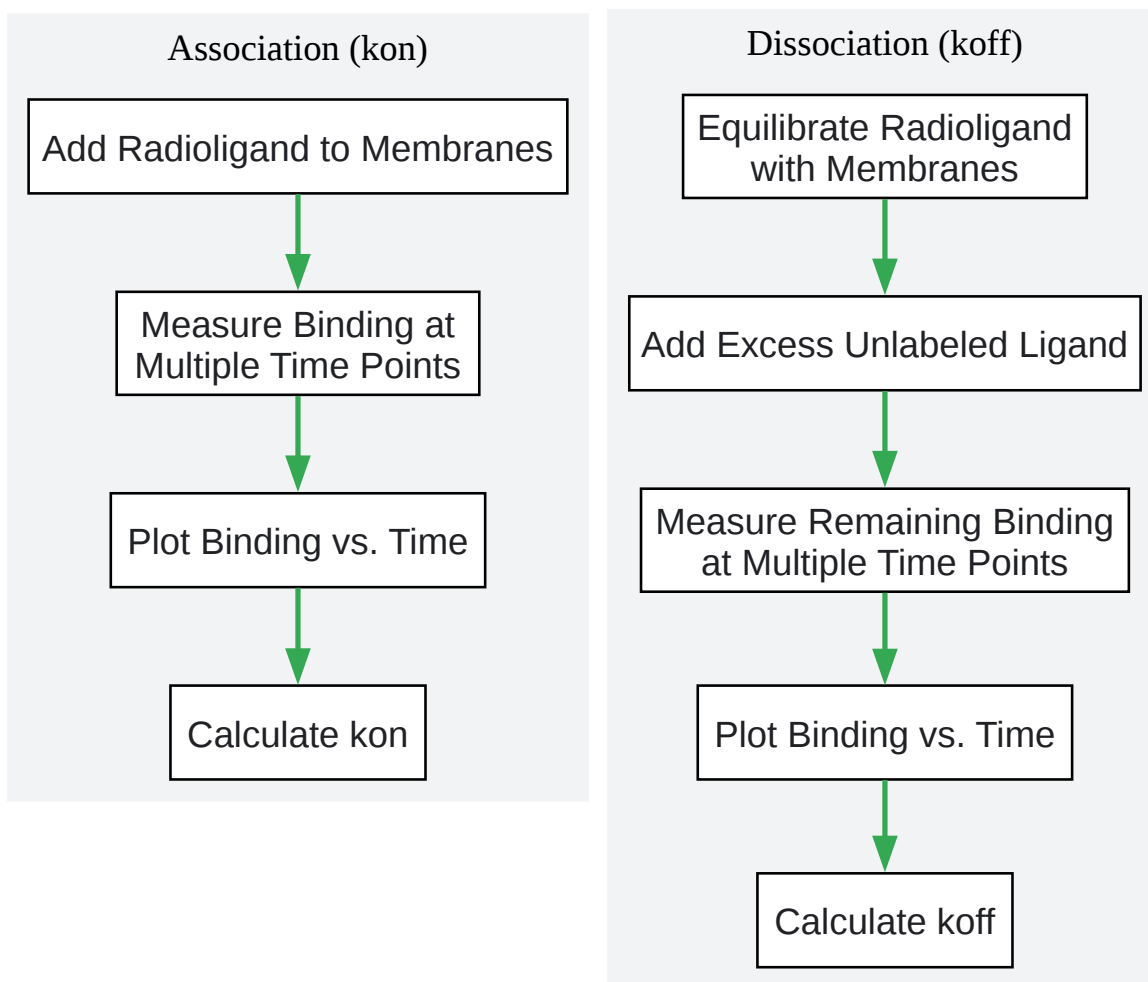 Association (kon)
Add Radioligand to Membranes
Measure Binding at
Multiple Time Points
Plot Binding vs. Time
Calculate kon
Dissociation (koff)
Equilibrate Radioligand
with Membranes
Add Excess Unlabeled Ligand
Measure Remaining Binding
at Multiple Time Points
Plot Binding vs. Time
Calculate koff